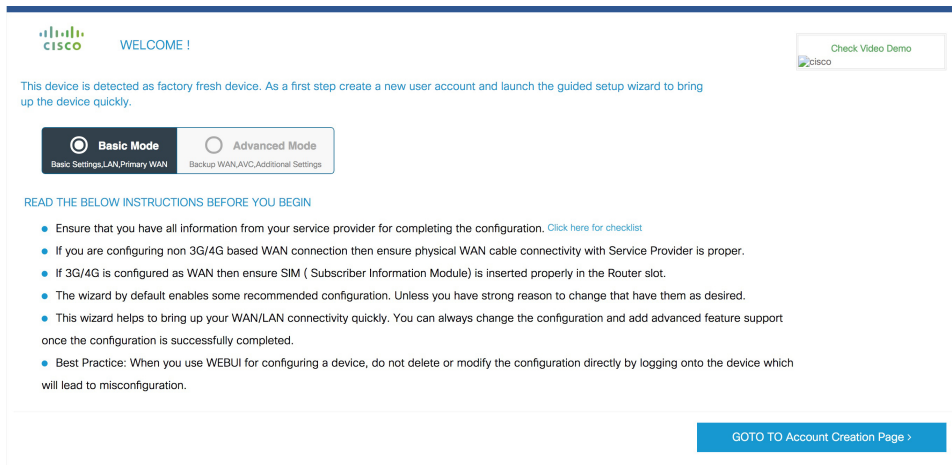 CISCO
WELCOME !
Check Video Demo
cisco
This device is detected as factory fresh device. As a first step create a new user account and launch the guided setup wizard to bring
up the device quickly.
Basic Mode
Basic Settings,LAN,Primary WAN
Advanced Mode
Backup WAN,AVC,Additional Settings
READ THE BELOW INSTRUCTIONS BEFORE YOU BEGIN
Ensure that you have all information from your service provider for completing the configuration. Click here for checklist
If you are configuring non 3G/4G based WAN connection then ensure physical WAN cable connectivity with Service Provider is proper.
If 3G/4G is configured as WAN then ensure SIM ( Subscriber Information Module) is inserted properly in the Router slot.
The wizard by default enables some recommended configuration. Unless you have strong reason to change that have them as desired.
This wizard helps to bring up your WAN/LAN connectivity quickly. You can always change the configuration and add advanced feature support
once the configuration is successfully completed.
Best Practice: When you use WEBUI for configuring a device, do not delete or modify the configuration directly by logging onto the device which
will lead to misconfiguration.
GOTO TO Account Creation Page >